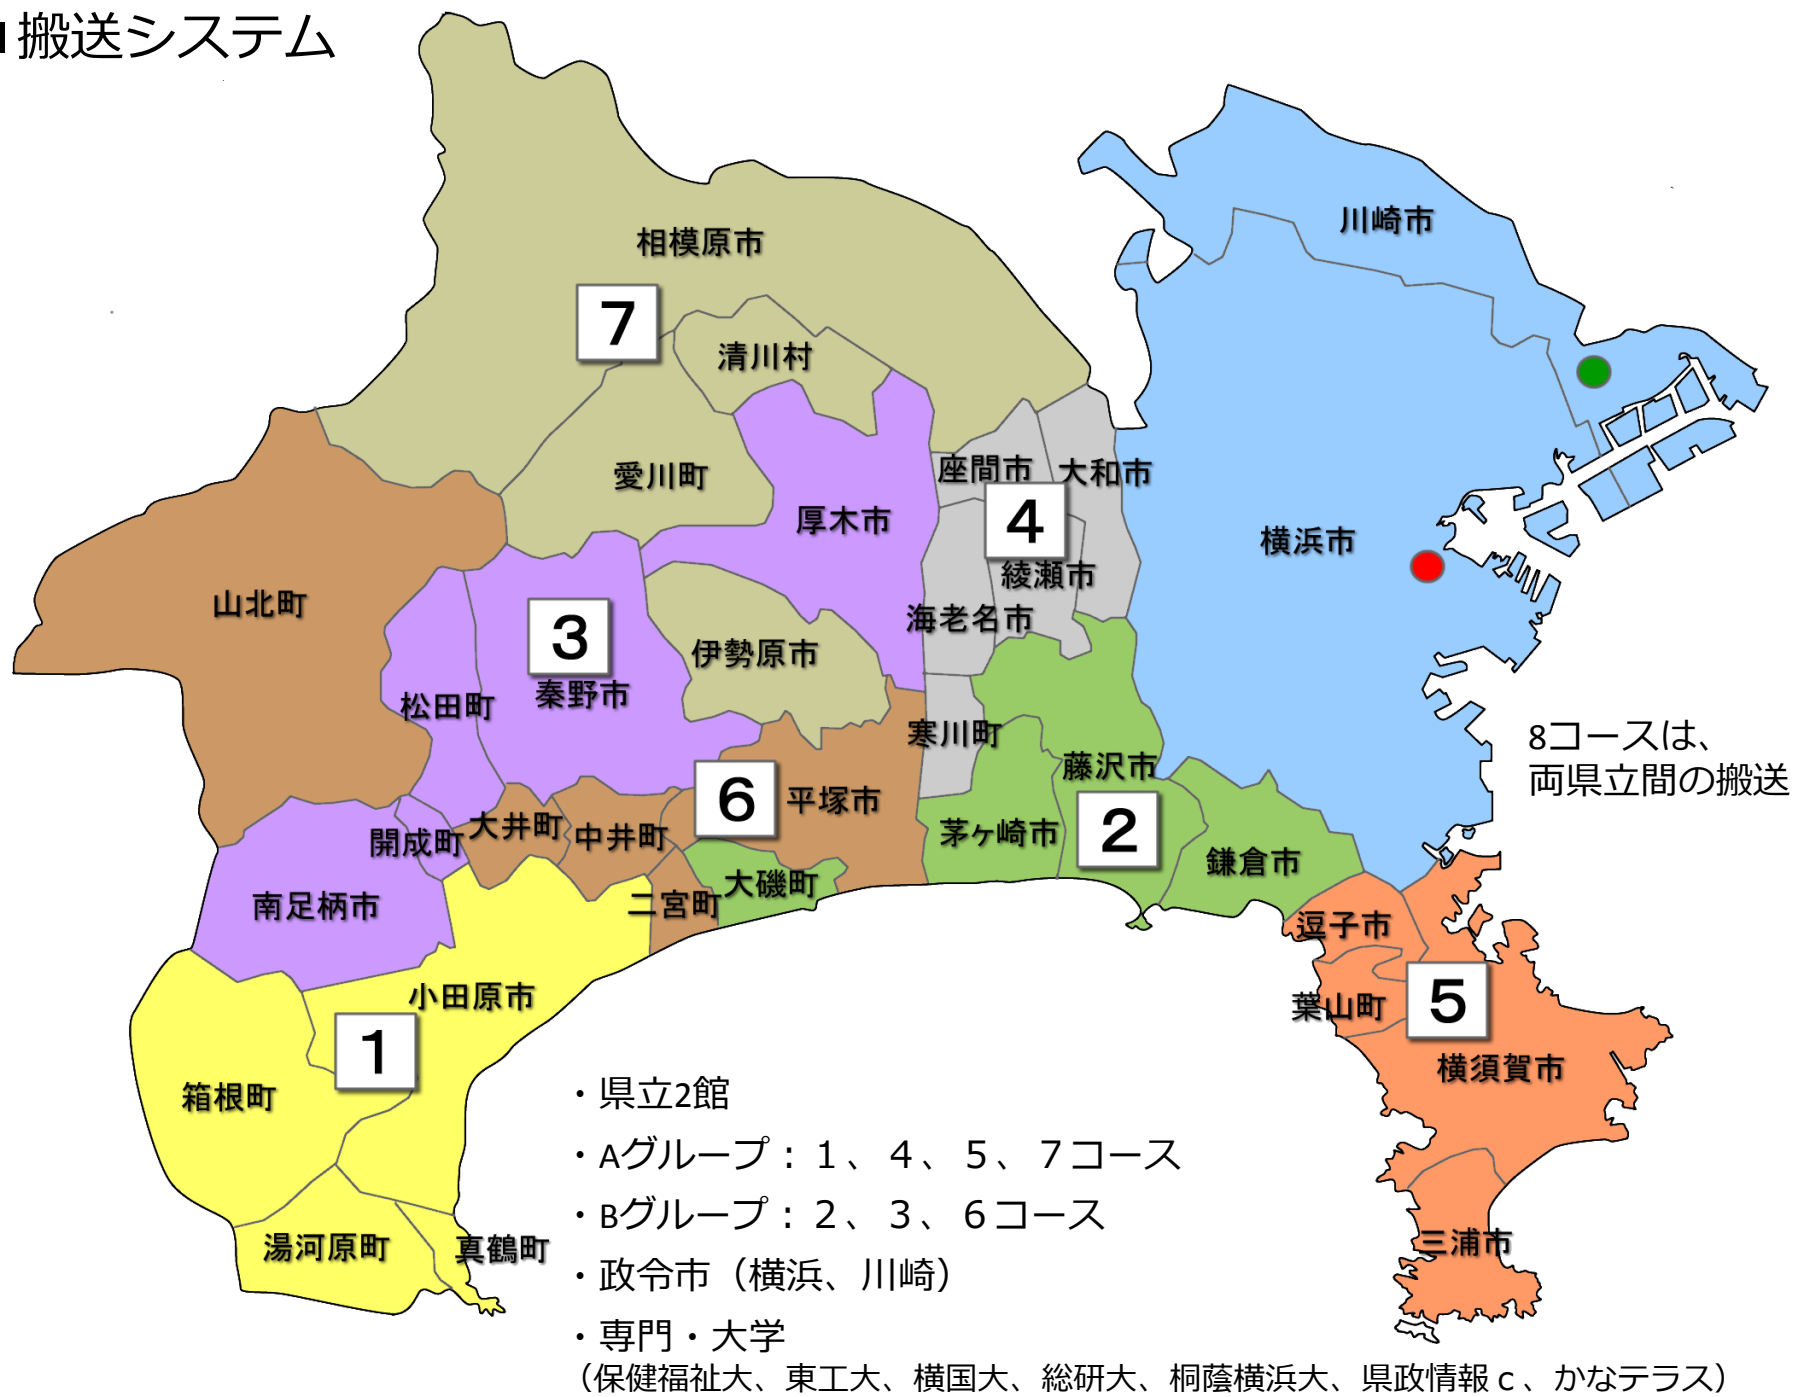 搬送システム
川崎市
相模原市
7
清川村
座間市
大和市
愛川町
厚木市
4
横浜市
綾瀬市
山北町
海老名市
3
伊勢原市
秦野市
松田町
寒川町
8コースは、
両県立間の搬送
藤沢市
6
平塚市
大井町
中井町
開成町
茅ヶ崎市
2
鎌倉市
大磯町
二宮町
南足柄市
逗子市
小田原市
葉山町
5
1
横須賀市
箱根町
三浦市
湯河原町
真鶴町
・県立2館
・Aグループ：１、４、５、７コース
・Bグループ：２、３、６コース
・政令市（横浜、川崎）
・専門・大学
（保健福祉大、東工大、横国大、総研大、桐蔭横浜大、県政情報ｃ、かなテラス）